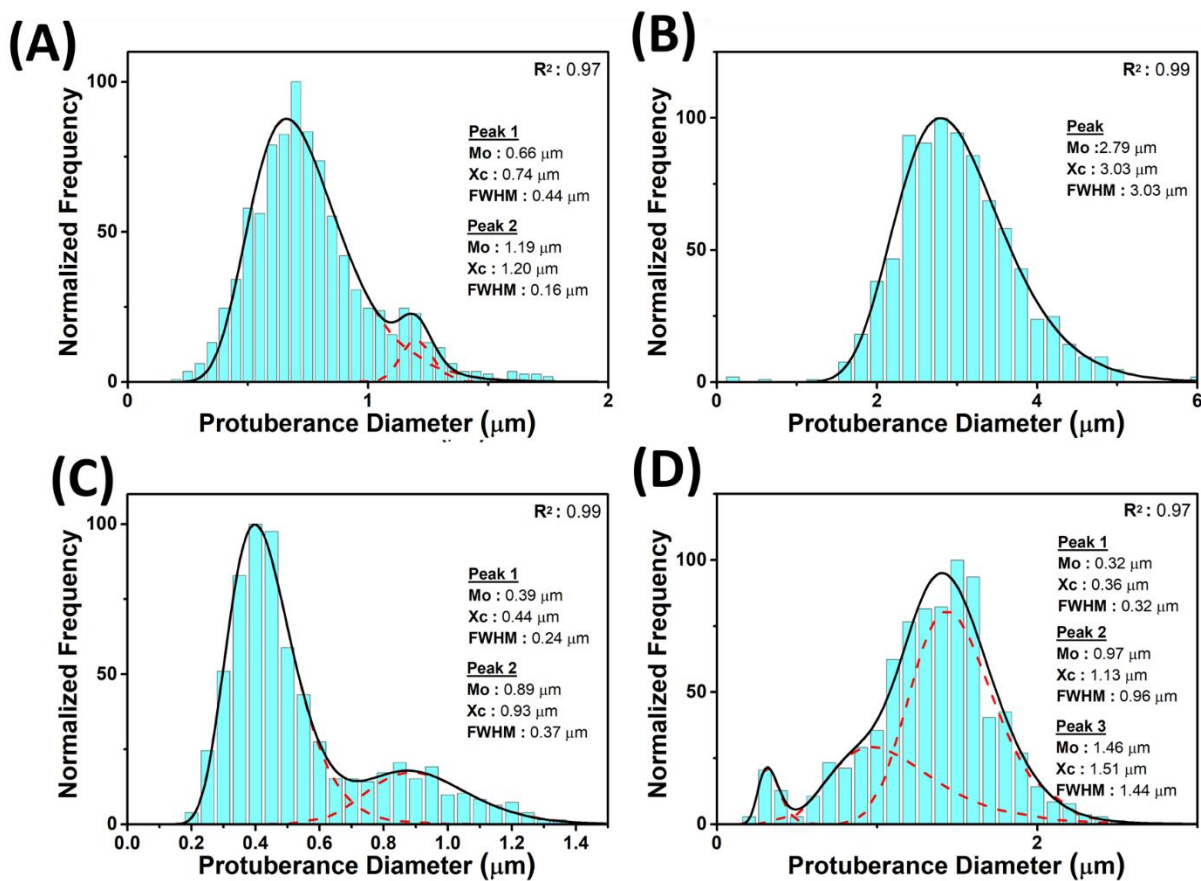 (A)
R²: 0.97
Normalized Frequency
100
50
0
Peak 1
Mo : 0.66 μm
Xc : 0.74 μm
FWHM : 0.44 μm
Peak 2
Mo : 1.19 μm
Xc : 1.20 μm
FWHM : 0.16 μm
0 1 2
Protuberance Diameter (μm)
(B)
R²: 0.99
Normalized Frequency
100
50
0
Peak
Mo :2.79 μm
Xc : 3.03 μm
FWHM : 3.03 μm
0 2 4 6
Protuberance Diameter (μm)
(C)
R²: 0.99
Normalized Frequency
100
50
0
Peak 1
Mo : 0.39 μm
Xc : 0.44 μm
FWHM : 0.24 μm
Peak 2
Mo : 0.89 μm
Xc : 0.93 μm
FWHM : 0.37 μm
0.0 0.2 0.4 0.6 0.8 1.0 1.2 1.4
Protuberance Diameter (μm)
(D)
R²: 0.97
Normalized Frequency
100
50
0
Peak 1
Mo : 0.32 μm
Xc : 0.36 μm
FWHM : 0.32 μm
Peak 2
Mo : 0.97 μm
Xc : 1.13 μm
FWHM : 0.96 μm
Peak 3
Mo : 1.46 μm
Xc : 1.51 μm
FWHM : 1.44 μm
0 1 2
Protuberance Diameter (μm)